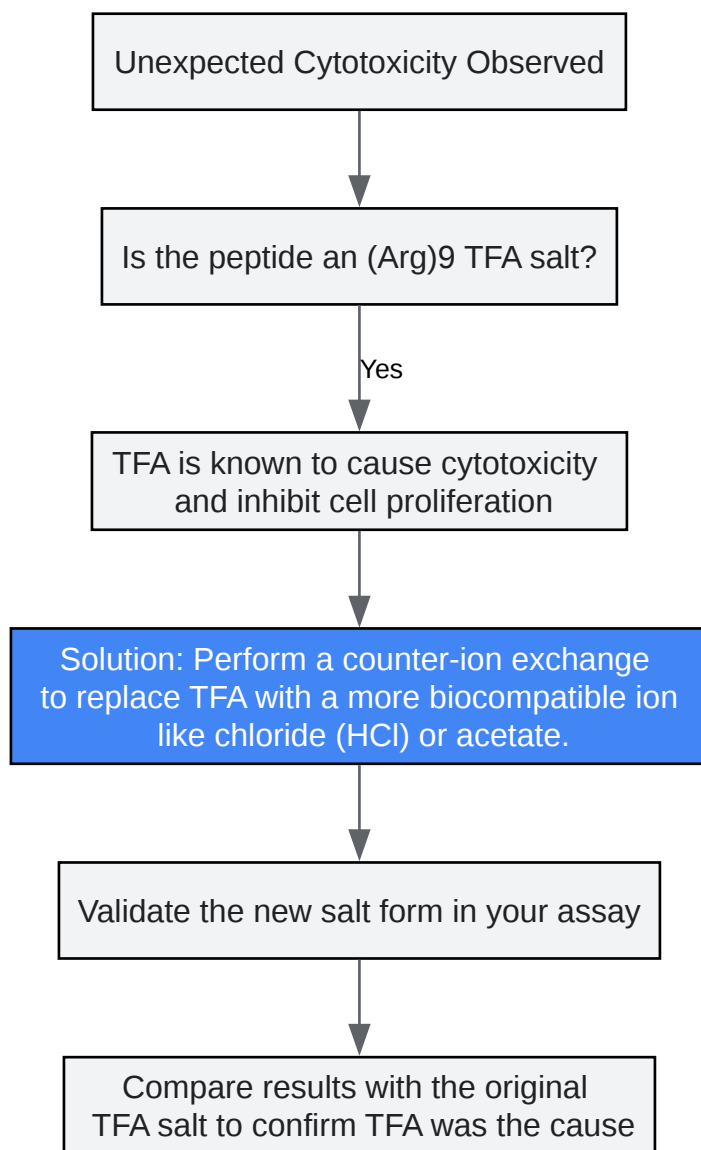 Unexpected Cytotoxicity Observed
Is the peptide an (Arg)9 TFA salt?
Yes
TFA is known to cause cytotoxicity
and inhibit cell proliferation
Solution: Perform a counter-ion exchange
to replace TFA with a more biocompatible ion
like chloride (HCl) or acetate.
Validate the new salt form in your assay
Compare results with the original
TFA salt to confirm TFA was the cause